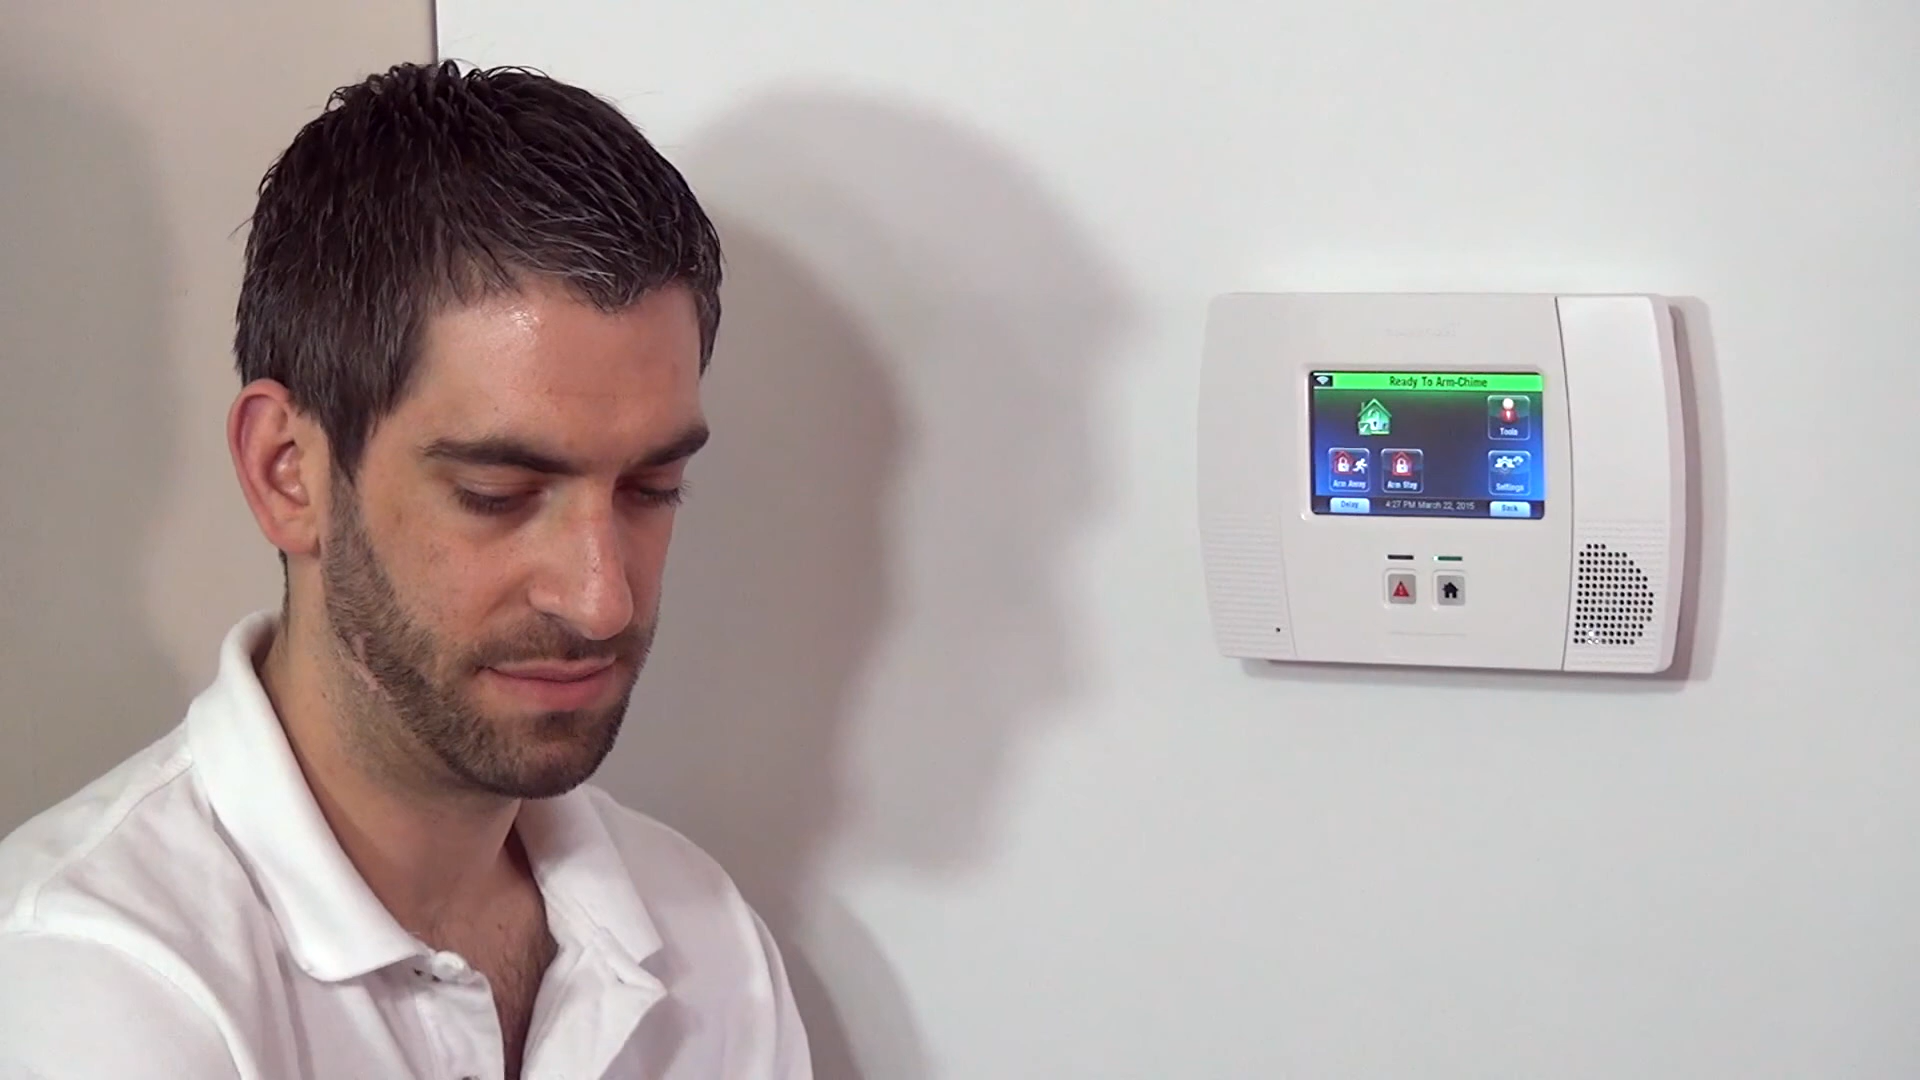 Ready To Arm-Chime
Tools
Arm Away
Arm Stay
Settings
Delay
4:27 PM March 22, 2015
Back